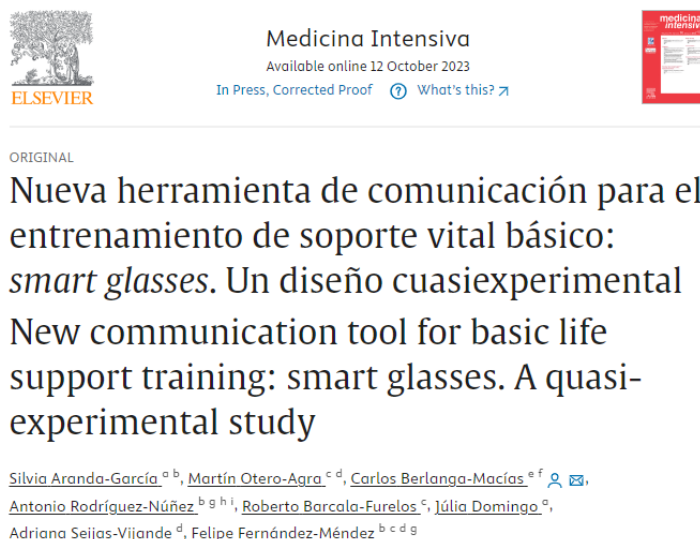 ELSEVIER
Medicina Intensiva
Available online 12 October 2023
In Press, Corrected Proof ? What's this?
medicina
intensiva
ORIGINAL
Nueva herramienta de comunicación para el
entrenamiento de soporte vital básico:
smart glasses. Un diseño cuasiexperimental
New communication tool for basic life
support training: smart glasses. A quasi-
experimental study
Silvia Aranda-García a b, Martín Otero-Agra c d, Carlos Berlanga-Macías e f,
Antonio Rodríguez-Núñez b g h i, Roberto Barcala-Furelos c, Júlia Domingo a,
Adriana Seijas-Vijande d, Felipe Fernández-Méndez b c d g